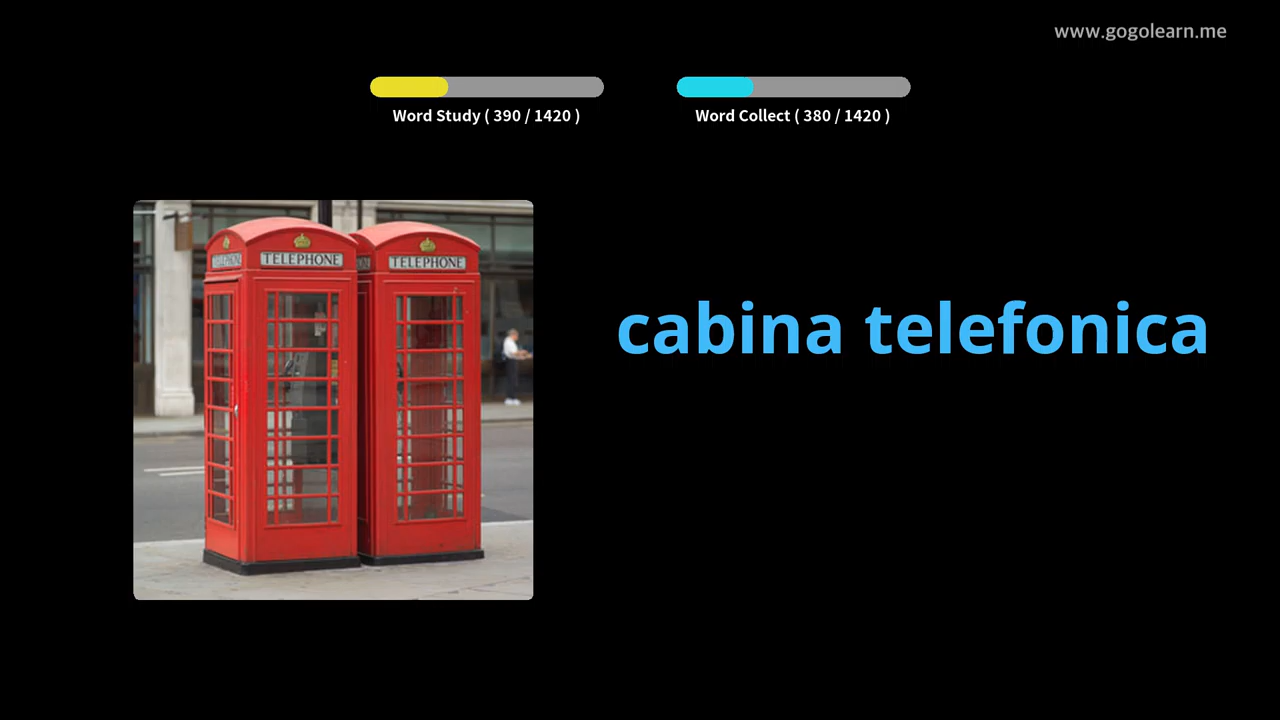 www.gogolearn.me
Word Study ( 390 / 1420 )
Word Collect ( 380 / 1420 )
TELEPHONE
TELEPHONE
cabina telefonica